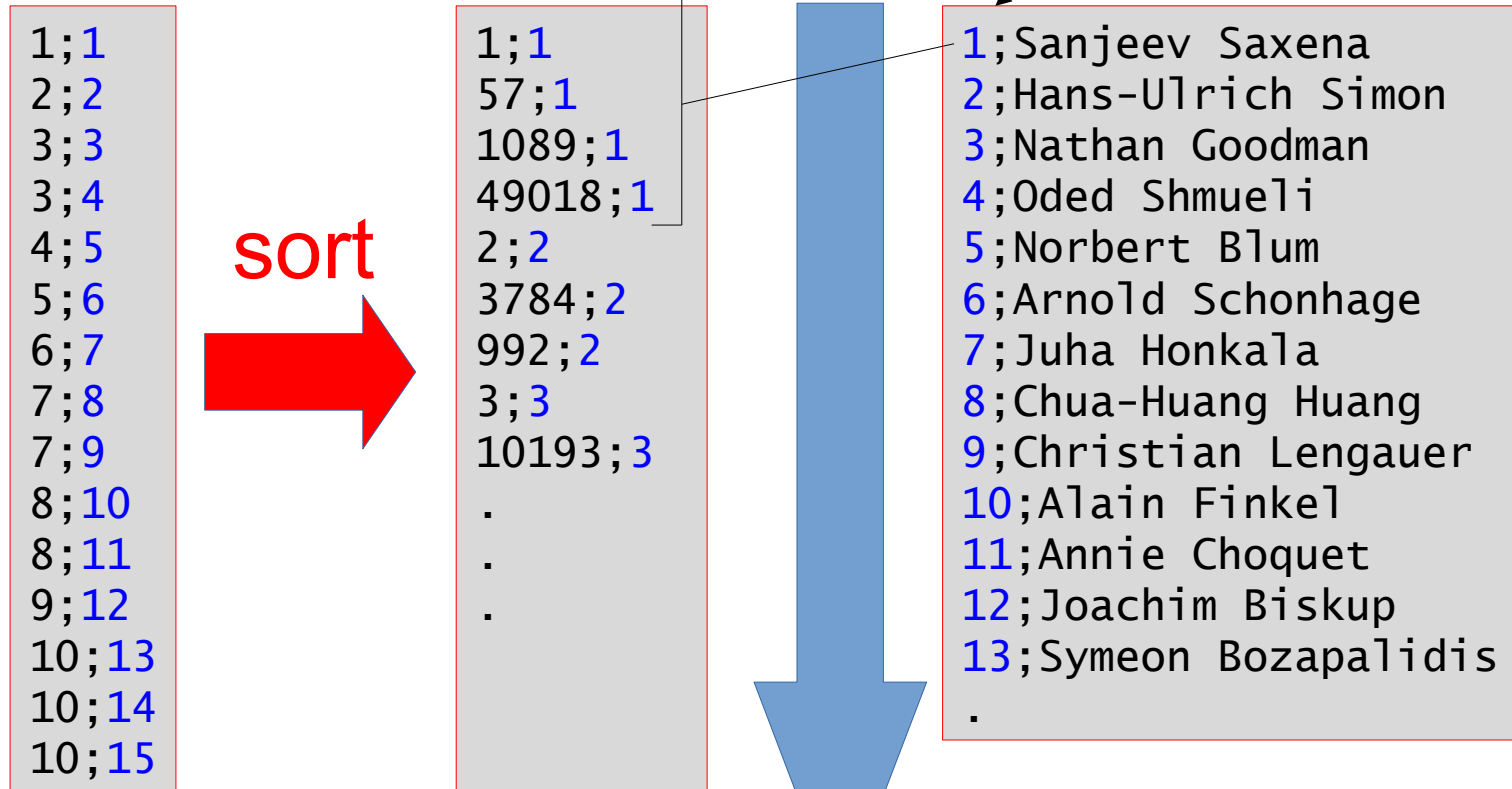 1;1
2;2
3;3
3;4
4;5
5;6
6;7
7;8
7;9
8;10
8;11
9;12
10;13
10;14
10;15
sort
1;1
57;1
1089;1
49018;1
2;2
3784;2
992;2
3;3
10193;3
.
.
.
1;Sanjeev Saxena
2;Hans-Ulrich Simon
3;Nathan Goodman
4;Oded Shmueli
5;Norbert Blum
6;Arnold Schonhage
7;Juha Honkala
8;Chua-Huang Huang
9;Christian Lengauer
10;Alain Finkel
11;Annie Choquet
12;Joachim Biskup
13;Symeon Bozapalidis
.